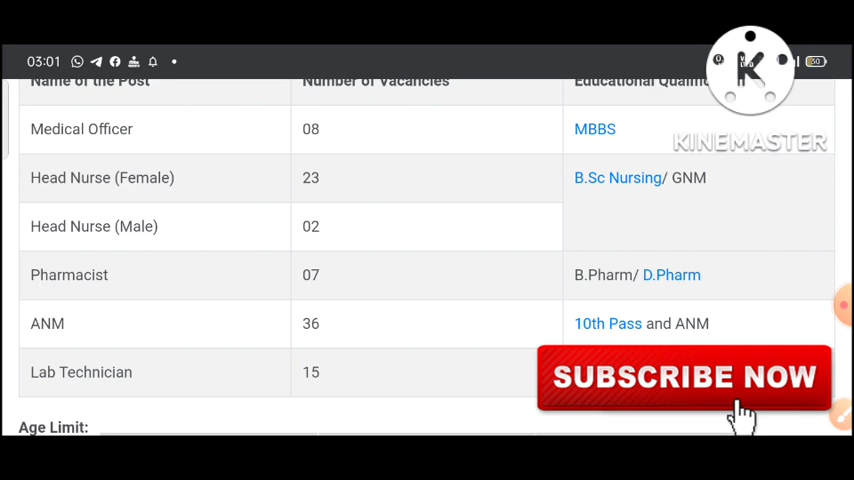 03:01
Name of the Post Number of Vacancies Educational
KINEMASTER
Medical Officer 08 MBBS
Head Nurse (Female) 23 B.Sc Nursing/ GNM
Head Nurse (Male) 02
Pharmacist 07 B.Pharm/ D.Pharm
ANM 36 10th Pass and ANM
Lab Technician 15
SUBSCRIBE NOW
Age Limit: